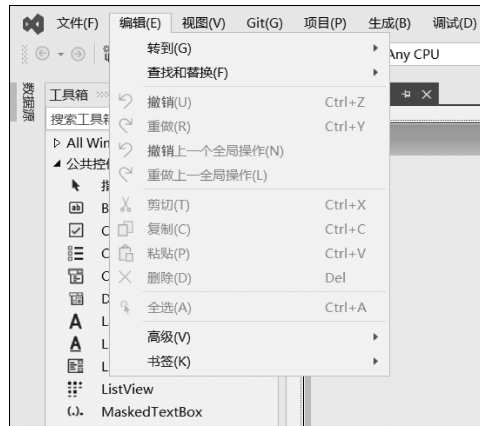 文件(F) 编辑(E) 视图(V) Git(G) 项目(P) 生成(B) 调试(D)
转到(G)
Any CPU
查找和替换(F)
数据源
工具箱
撤销(U) Ctrl+Z
搜索工具箱
重做(R) Ctrl+Y
All Win
撤销上一个全局操作(N)
公共控
重做上一全局操作(L)
剪切(T) Ctrl+X
B
复制(C) Ctrl+C
C
粘贴(P) Ctrl+V
C
删除(D) Del
C
D
全选(A) Ctrl+A
L
高级(V)
L
书签(K)
L
ListView
MaskedTextBox